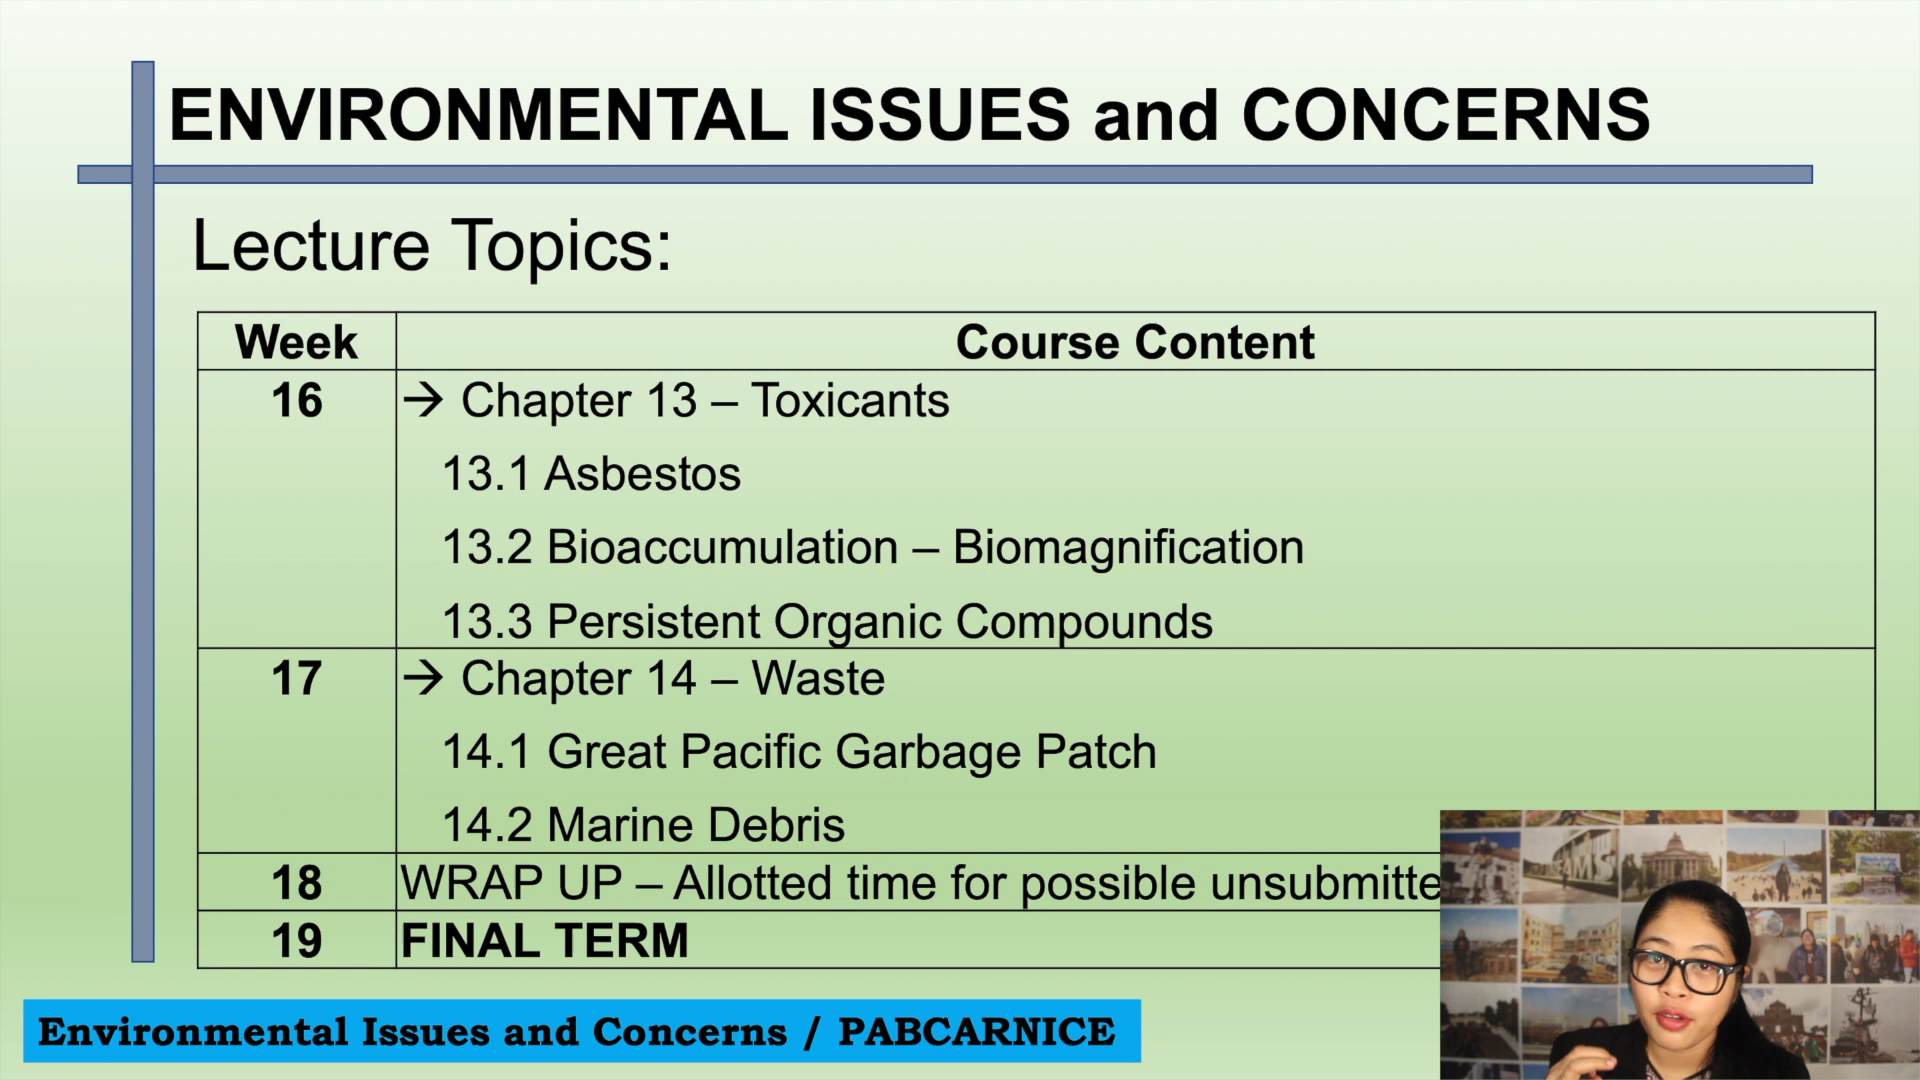 ENVIRONMENTAL ISSUES and CONCERNS
Lecture Topics:
Week Course Content
16 → Chapter 13 – Toxicants
13.1 Asbestos
13.2 Bioaccumulation – Biomagnification
13.3 Persistent Organic Compounds
17 → Chapter 14 – Waste
14.1 Great Pacific Garbage Patch
14.2 Marine Debris
18 WRAP UP – Allotted time for possible
19 FINAL TERM
Environmental Issues and Concerns / PABCARNICE